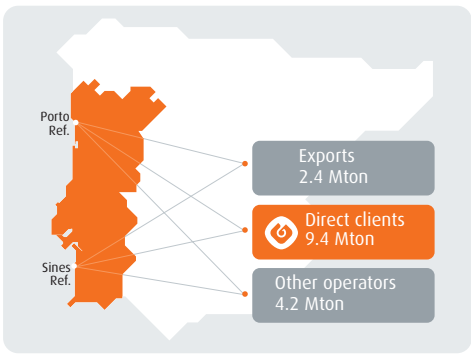 Porto
Ref.
Exports
2.4 Mton
Direct clients
9.4 Mton
Sines
Ref.
Other operators
4.2 Mton